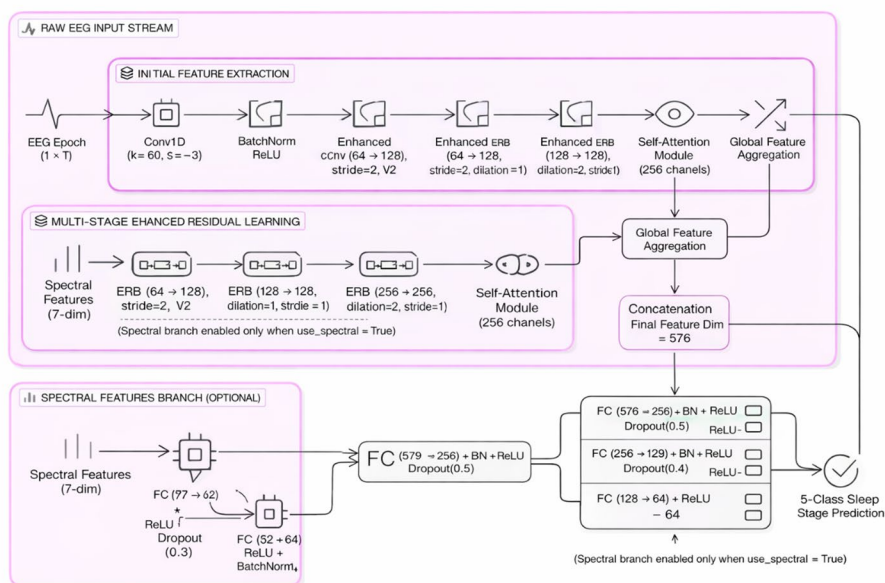 RAW EEG INPUT STREAM
INITIAL FEATURE EXTRACTION
EEG Epoch
(1 × T)
Conv1D
(k= 60, S=−3)
BatchNorm
ReLU
Enhanced
cCnv (64 → 128),
stride=2, V2
Enhanced ERB
(64 → 128,
stride=2, dilation =1)
Enhanced ERB
(128 → 128),
dilation=2, stride1)
Self-Attention
Module
(256 chanels)
Global Feature
Aggregation
MULTI-STAGE EHANCED RESIDUAL LEARNING
Spectral
Features
(7-dim)
ERB (64 → 128),
stride=2, V2
ERB (128 → 128,
dilation=1, strdie = 1)
ERB (256 → 256,
dilation=2, stride=1)
Self-Attention
Module
(256 chanels)
(Spectral branch enabled only when use_spectral = True)
Global Feature
Aggregation
Concatenation
Final Feature Dim
= 576
SPECTRAL FEATURES BRANCH (OPTIONAL)
Spectral Features
(7-dim)
FC (97 → 62)
ReLU
Dropout
(0.3)
FC (52 → 64)
ReLU +
BatchNorm
FC (579 → 256) + BN + ReLU
Dropout(0.5)
FC (576 → 256) + BN + ReLU
Dropout(0.5)
ReLU-
FC (256 → 129) + BN + ReLU
Dropout(0.4)
ReLU-
FC (128 → 64) + ReLU
− 64
5-Class Sleep
Stage Prediction
(Spectral branch enabled only when use_spectral = True)